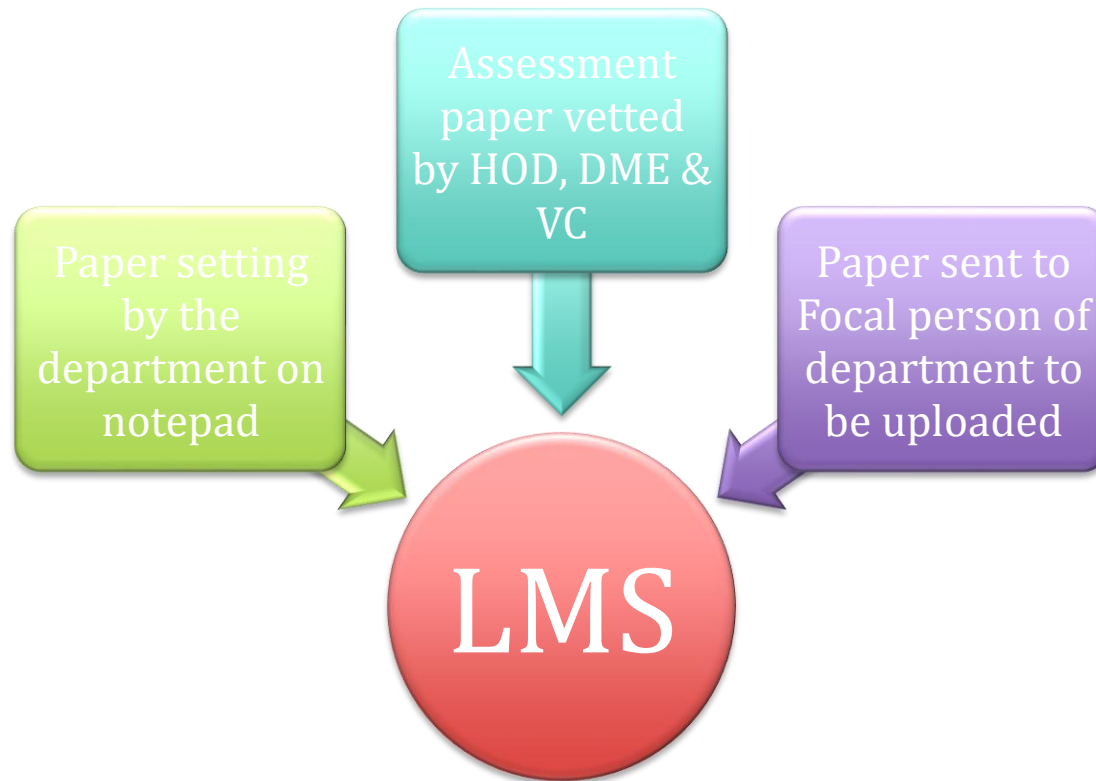 Paper setting
by the
department on
notepad
Assessment
paper vetted
by HOD, DME &
VC
Paper sent to
Focal person of
department to
be uploaded
LMS